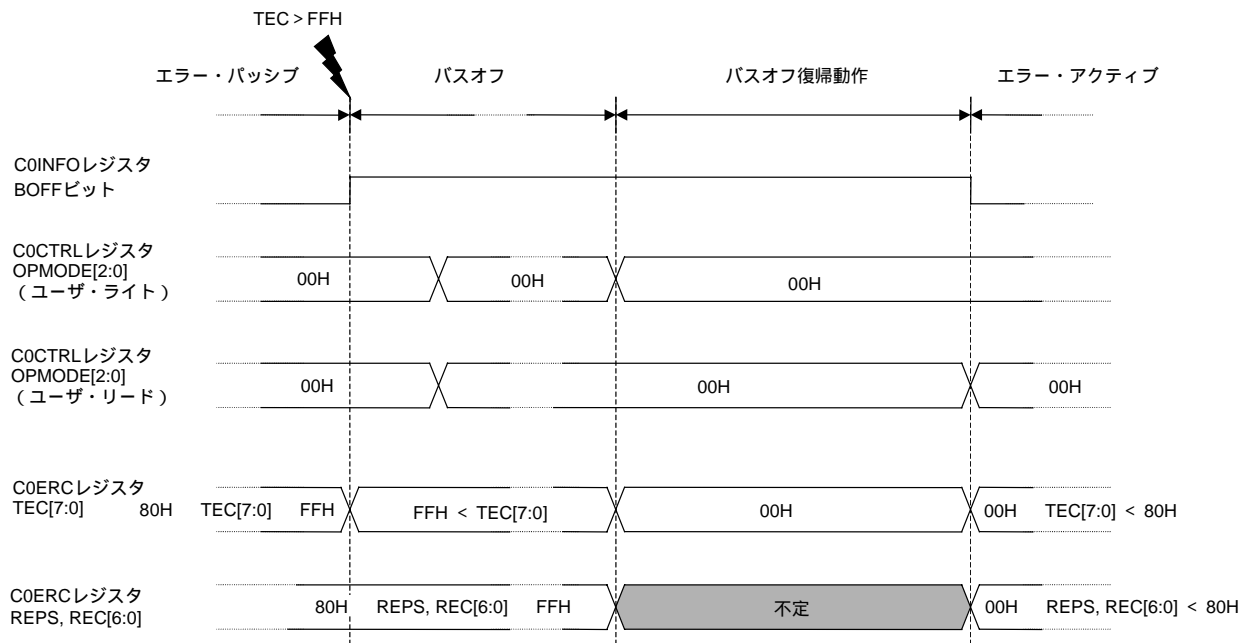 TEC > FFH
エラー・パッシブ
バスオフ
バスオフ復帰動作
エラー・アクティブ
C0INFOレジスタ
BOFFビット
C0CTRLレジスタ
OPMODE[2:0]
(ユーザ・ライト)
00H
00H
00H
C0CTRLレジスタ
OPMODE[2:0]
(ユーザ・リード)
00H
00H
00H
C0ERCレジスタ
TEC[7:0]
80H TEC[7:0] FFH
FFH < TEC[7:0]
00H
00H TEC[7:0] < 80H
C0ERCレジスタ
REPS, REC[6:0]
80H REPS, REC[6:0] FFH
不定
00H REPS, REC[6:0] < 80H